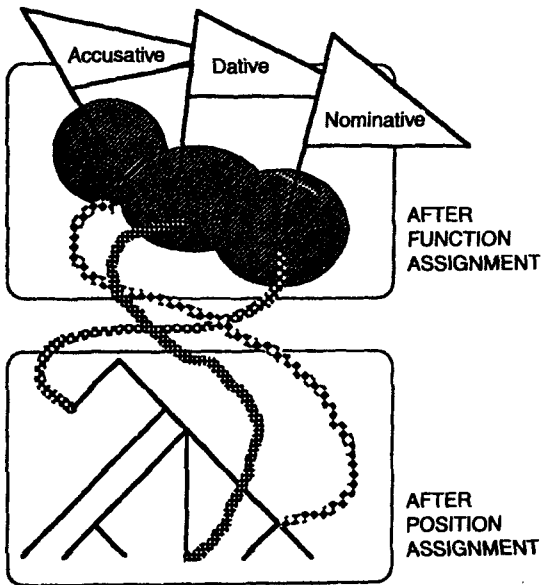 Accusative
Dative
Nominative
AFTER
FUNCTION
ASSIGNMENT
AFTER
POSITION
ASSIGNMENT